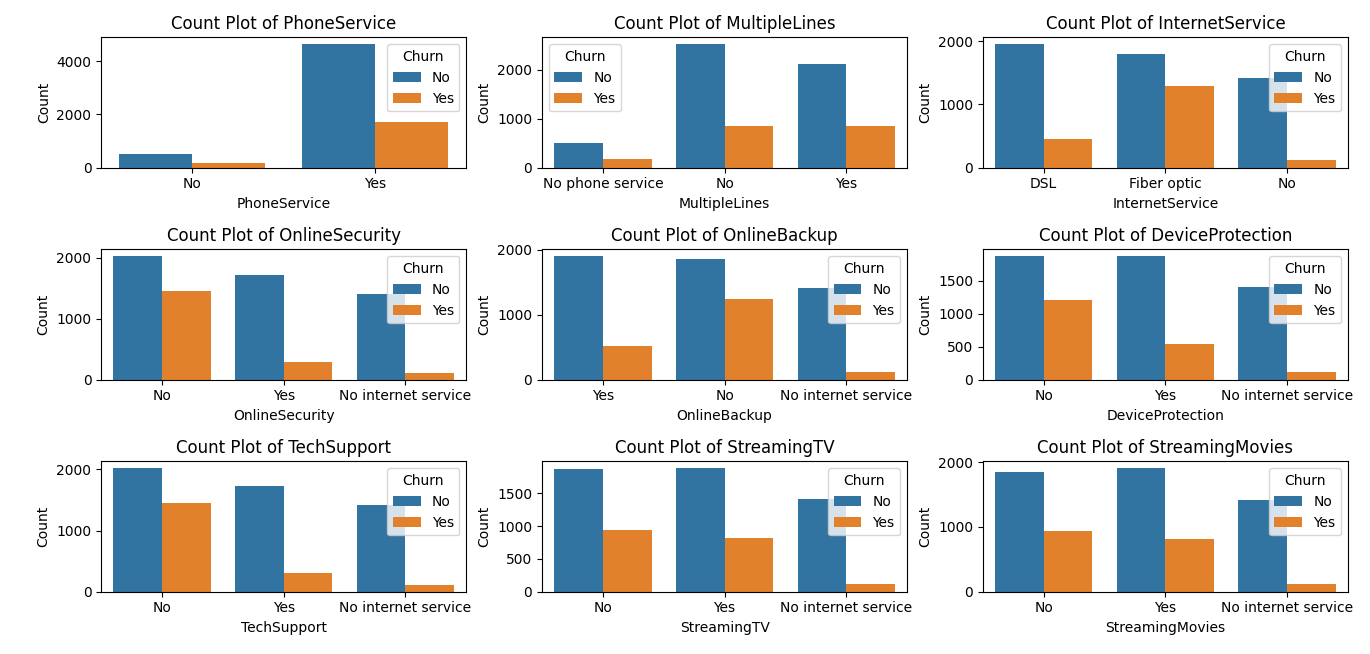 Count Plot of PhoneService
Count
4000
2000
0
Churn
No
Yes
No Yes
PhoneService
Count Plot of MultipleLines
Count
2000
1000
0
Churn
No
Yes
No phone service No Yes
MultipleLines
Count Plot of InternetService
Count
2000
1000
0
Churn
No
Yes
DSL Fiber optic No
InternetService
Count Plot of OnlineSecurity
Count
2000
1000
0
Churn
No
Yes
No Yes No internet service
OnlineSecurity
Count Plot of OnlineBackup
Count
2000
1000
0
Churn
No
Yes
Yes No No internet service
OnlineBackup
Count Plot of DeviceProtection
Count
1500
1000
500
0
Churn
No
Yes
No Yes No internet service
DeviceProtection
Count Plot of TechSupport
Count
2000
1000
0
Churn
No
Yes
No Yes No internet service
TechSupport
Count Plot of StreamingTV
Count
1500
1000
500
0
Churn
No
Yes
No Yes No internet service
StreamingTV
Count Plot of StreamingMovies
Count
2000
1000
0
Churn
No
Yes
No Yes No internet service
StreamingMovies